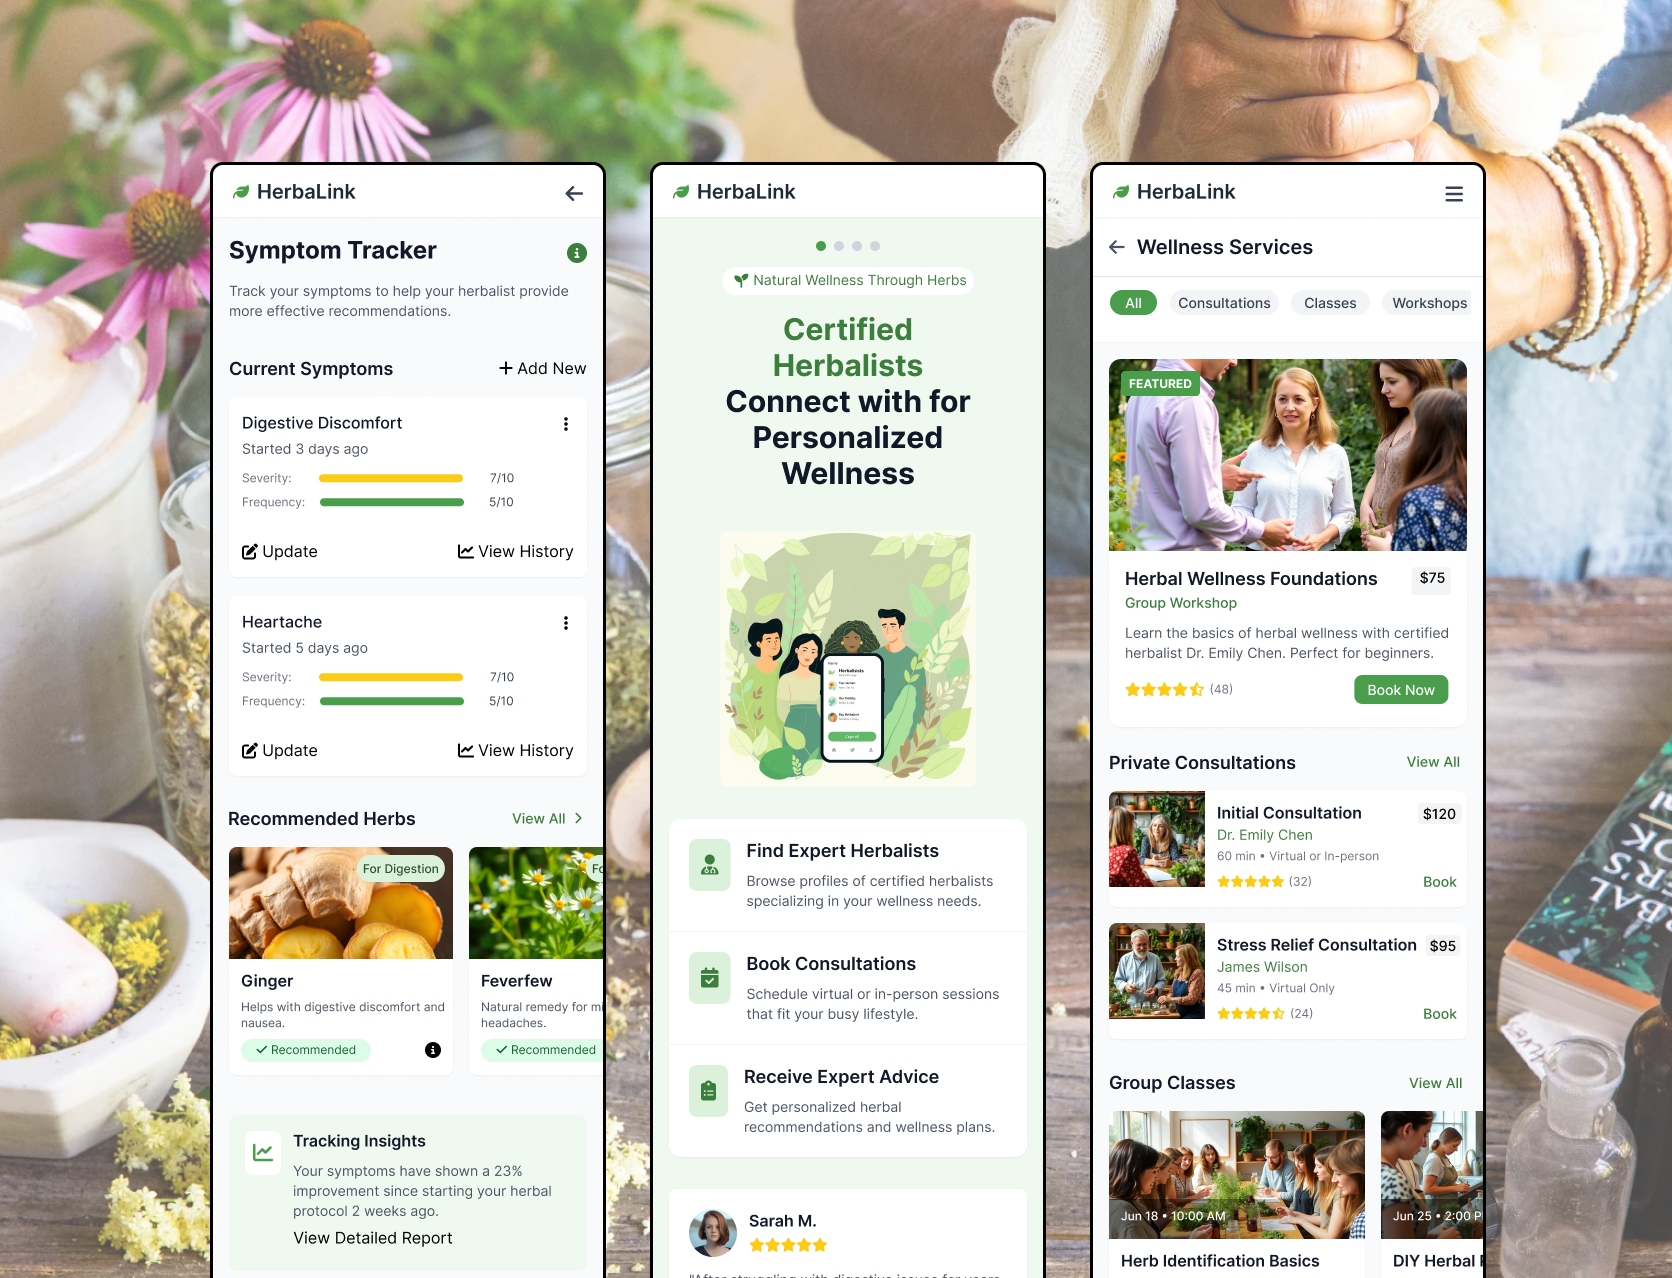 HerbaLink
Symptom Tracker
Track your symptoms to help your herbalist provide
more effective recommendations.
Current Symptoms
Add New
Digestive Discomfort
Started 3 days ago
Severity: 7/10
Frequency: 5/10
Update View History
Heartache
Started 5 days ago
Severity: 7/10
Frequency: 5/10
Update View History
Recommended Herbs
View All
For Digestion
Ginger
Helps with digestive discomfort and
nausea.
Recommended
Feverfew
Natural remedy for
headaches.
Recommended
Tracking Insights
Your symptoms have shown a 23%
improvement since starting your herbal
protocol 2 weeks ago.
View Detailed Report
HerbaLink
Natural Wellness Through Herbs
Certified
Herbalists
Connect with for
Personalized
Wellness
Home
Herbalists
Find Expert Herbalists
Browse profiles of certified herbalists
specializing in your wellness needs.
Book Consultations
Schedule virtual or in-person sessions
that fit your busy lifestyle.
Receive Expert Advice
Get personalized herbal
recommendations and wellness plans.
Sarah M.
"After struggling with digestive issues for years
HerbaLink
Wellness Services
All Consultations Classes Workshops
FEATURED
Herbal Wellness Foundations
$75
Group Workshop
Learn the basics of herbal wellness with certified
herbalist Dr. Emily Chen. Perfect for beginners.
(48)
Book Now
Private Consultations
View All
Initial Consultation
$120
Dr. Emily Chen
60 min • Virtual or In-person
(32)
Book
Stress Relief Consultation
$95
James Wilson
45 min • Virtual Only
(24)
Book
Group Classes
View All
Jun 18 • 10:00 AM
Herb Identification Basics
Jun 25 • 2:00 P
DIY Herbal